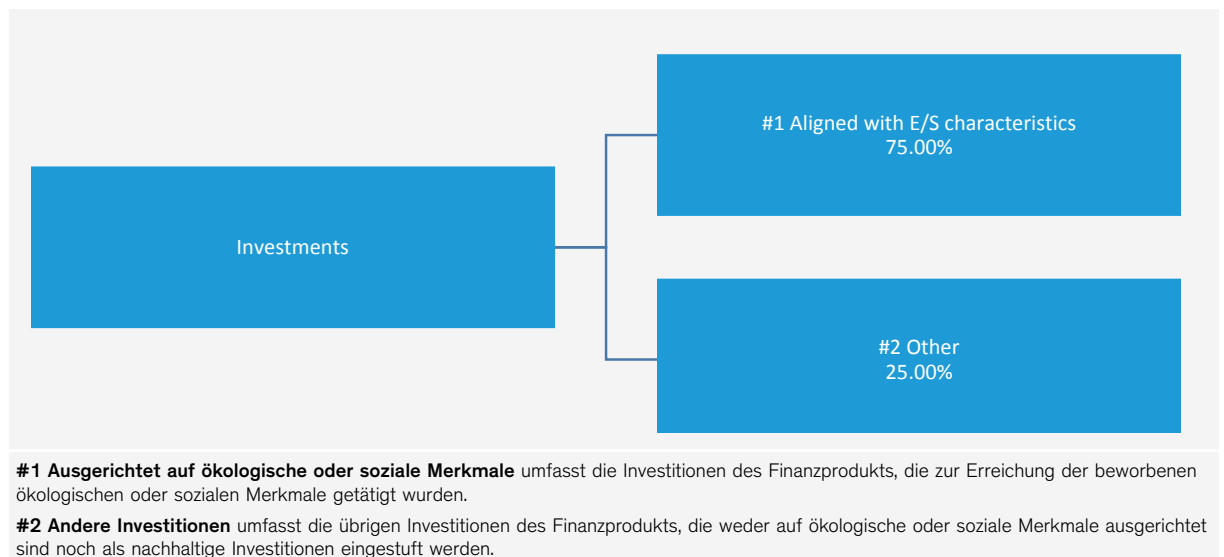 #1 Aligned with E/S characteristics
75.00%
Investments
#2 Other
25.00%
#1 Ausgerichtet auf ökologische oder soziale Merkmale umfasst die Investitionen des Finanzprodukts, die zur Erreichung der beworbenen
ökologischen oder sozialen Merkmale getätigt wurden.
#2 Andere Investitionen umfasst die übrigen Investitionen des Finanzprodukts, die weder auf ökologische oder soziale Merkmale ausgerichtet
sind noch als nachhaltige Investitionen eingestuft werden.